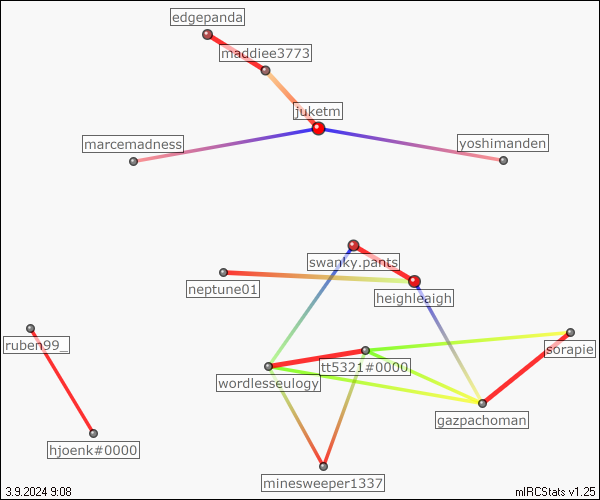 edgepanda
maddiee3773
juketm
marcemadness
yoshimanden
swanky.pants
neptune01
heighleaigh
ruben99_
sorapie
tt5321#0000
wordlesseulogy
gazpachoman
hjoenk#0000
minesweeper1337
3.9.2024 9:08
mIRCStats v1.25